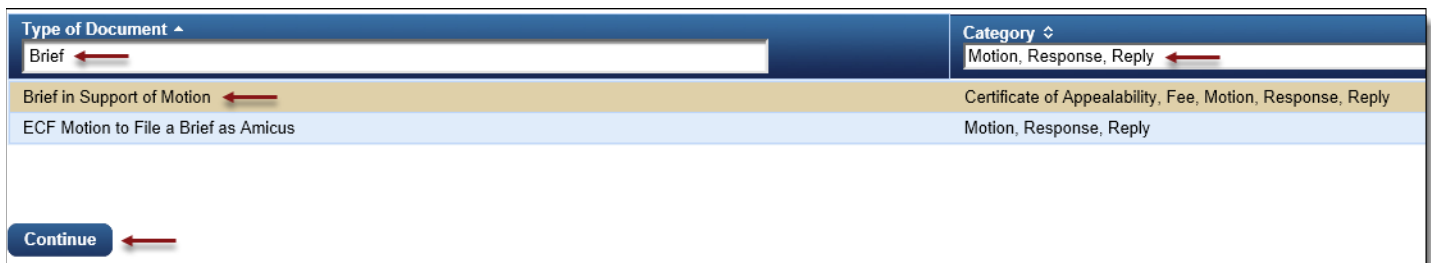 Type of Document
Category
Brief
Motion, Response, Reply
Brief in Support of Motion
Certificate of Appealability, Fee, Motion, Response, Reply
ECF Motion to File a Brief as Amicus
Motion, Response, Reply
Continue